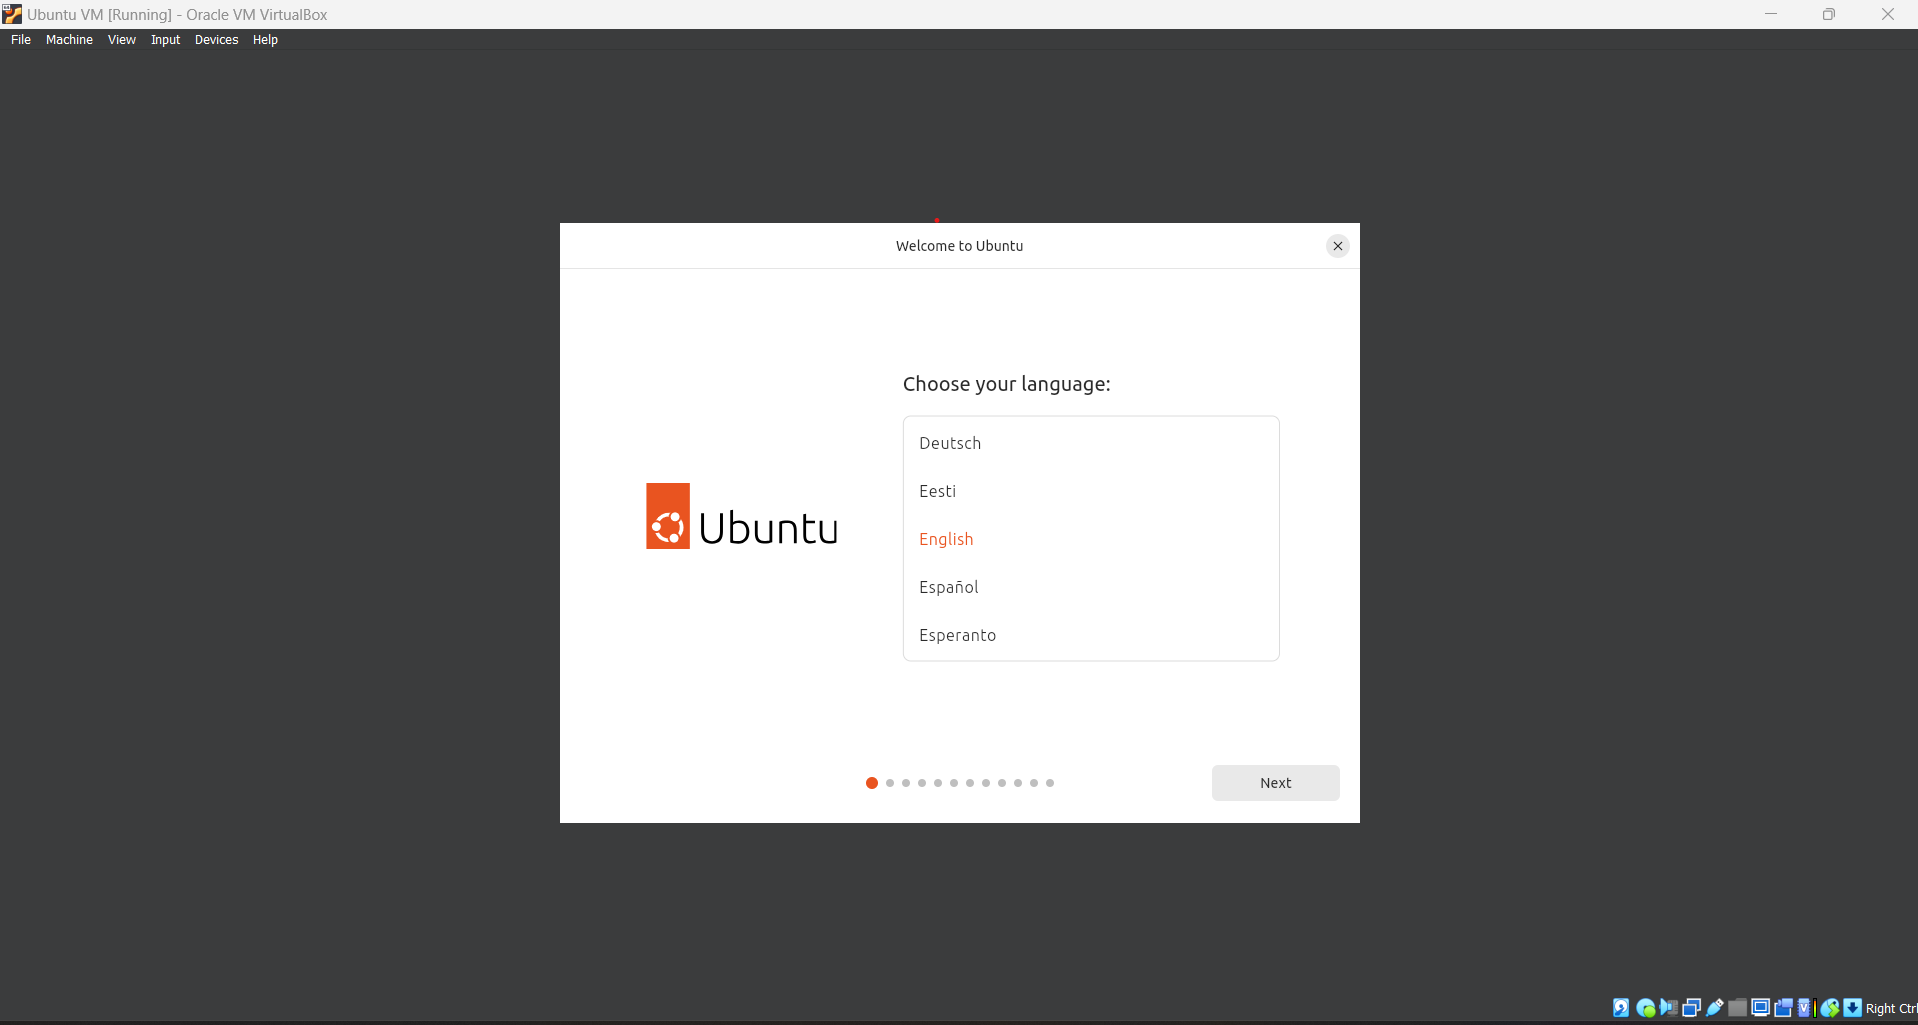 Ubuntu VM [Running] - Oracle VM VirtualBox
File Machine View Input Devices Help
Welcome to Ubuntu
Choose your language:
Deutsch
Eesti
English
Español
Esperanto
Ubuntu
Next
Right Ctrl